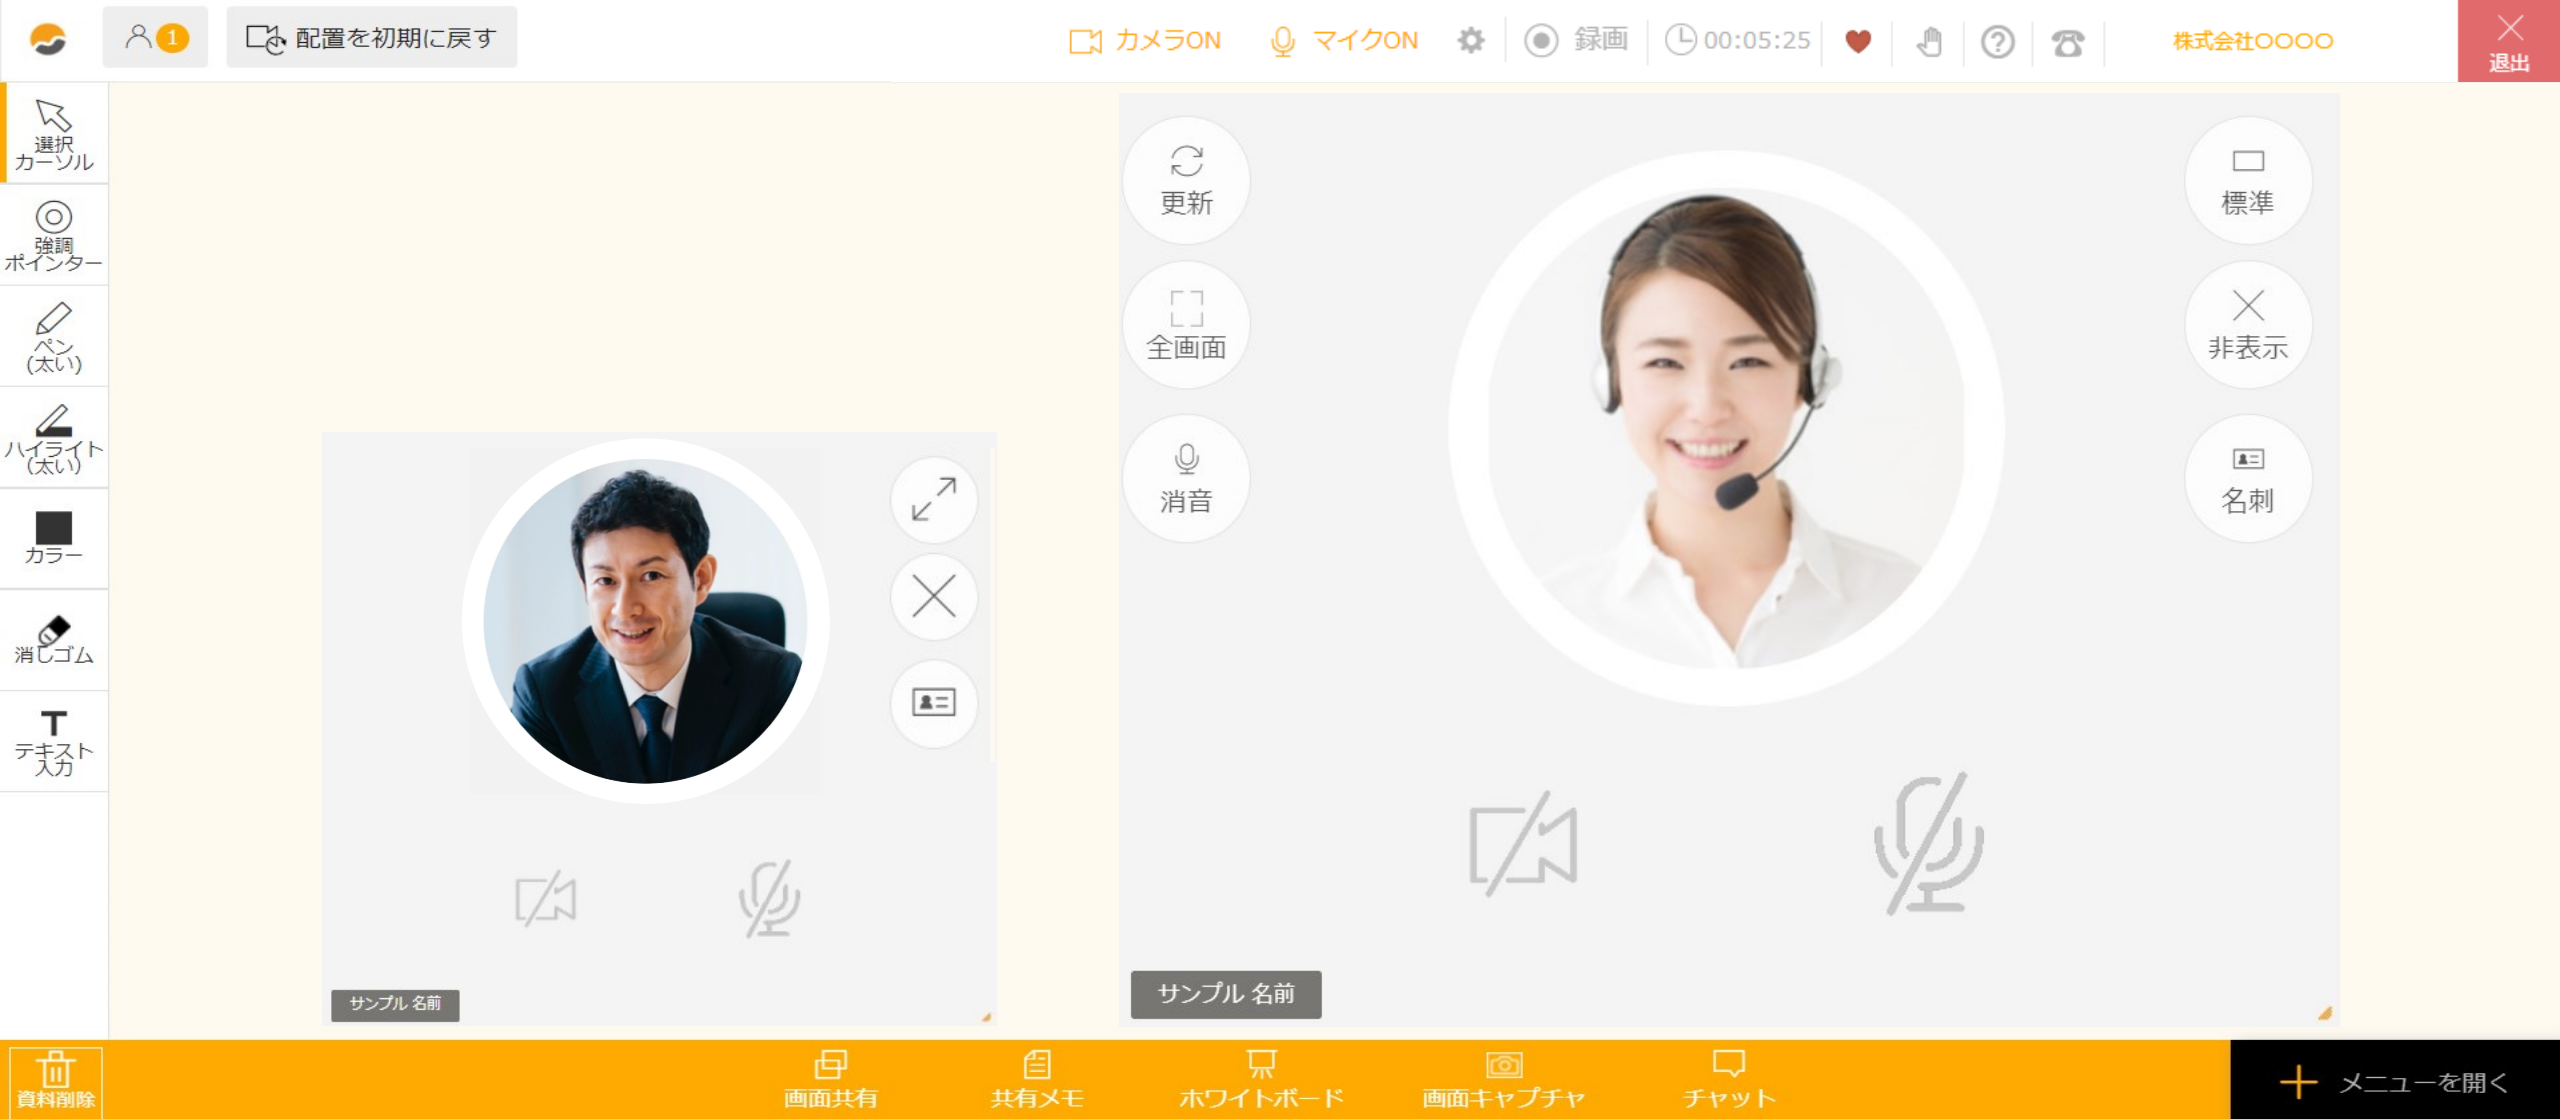 1
配置を初期に戻す
カメラON
マイクON
録画
00:05:25
株式会社〇〇〇〇
退出
選択
カーソル
強調
ポインター
ペン
(太い)
ハイライト
(太い)
カラー
消しゴム
テキスト
入力
サンプル 名前
更新
全画面
消音
標準
非表示
名刺
サンプル 名前
資料削除
画面共有
共有メモ
ホワイトボード
画面キャプチャ
チャット
メニューを開く